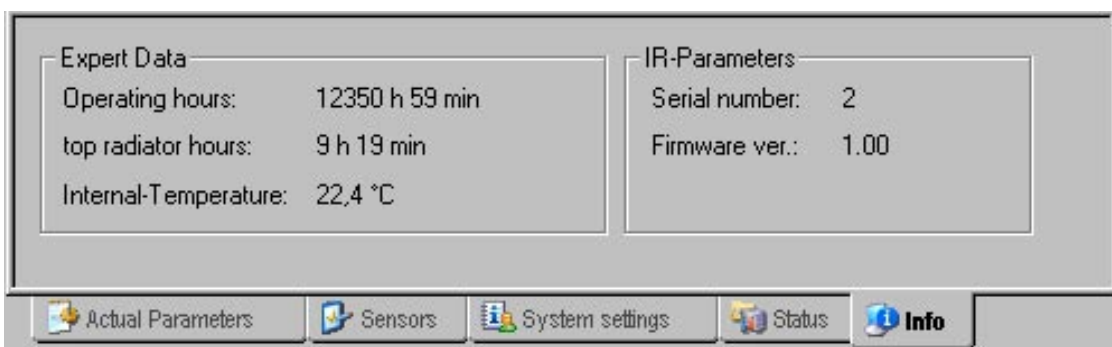 Expert Data
Operating hours: 12350 h 59 min
top radiator hours: 9 h 19 min
Internal-Temperature: 22,4 °C
IR-Parameters
Serial number: 2
Firmware ver.: 1.00
Actual Parameters Sensors System settings Status Info